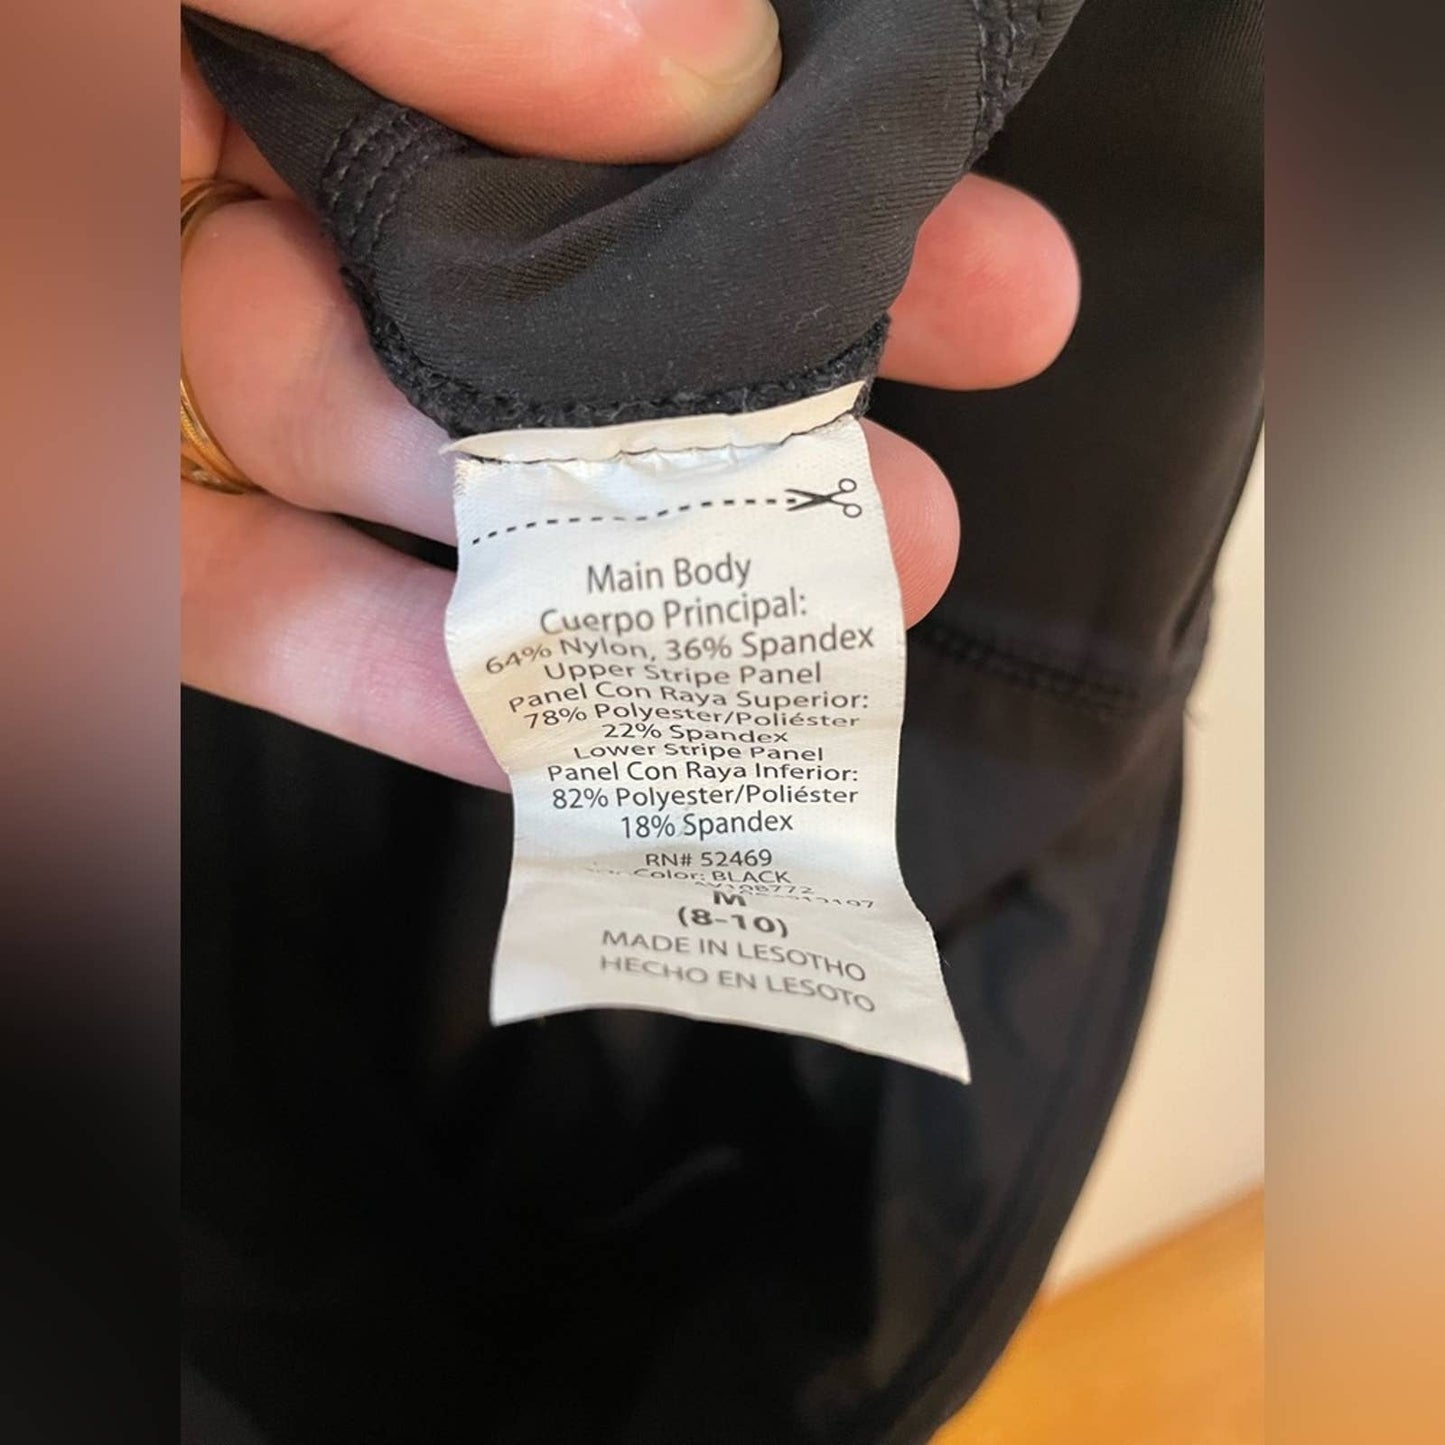 Main Body
Cuerpo Principal:
64% Nylon, 36% Spandex
Upper Stripe Panel
Panel Con Raya Superior:
78% Polyester/Poliéster
22% Spandex
Lower Stripe Panel
Panel Con Raya Inferior:
82% Polyester/Poliéster
18% Spandex
RN# 52469
Color: BLACK
M
(8-10)
MADE IN LESOTHO
HECHO EN LESOTO